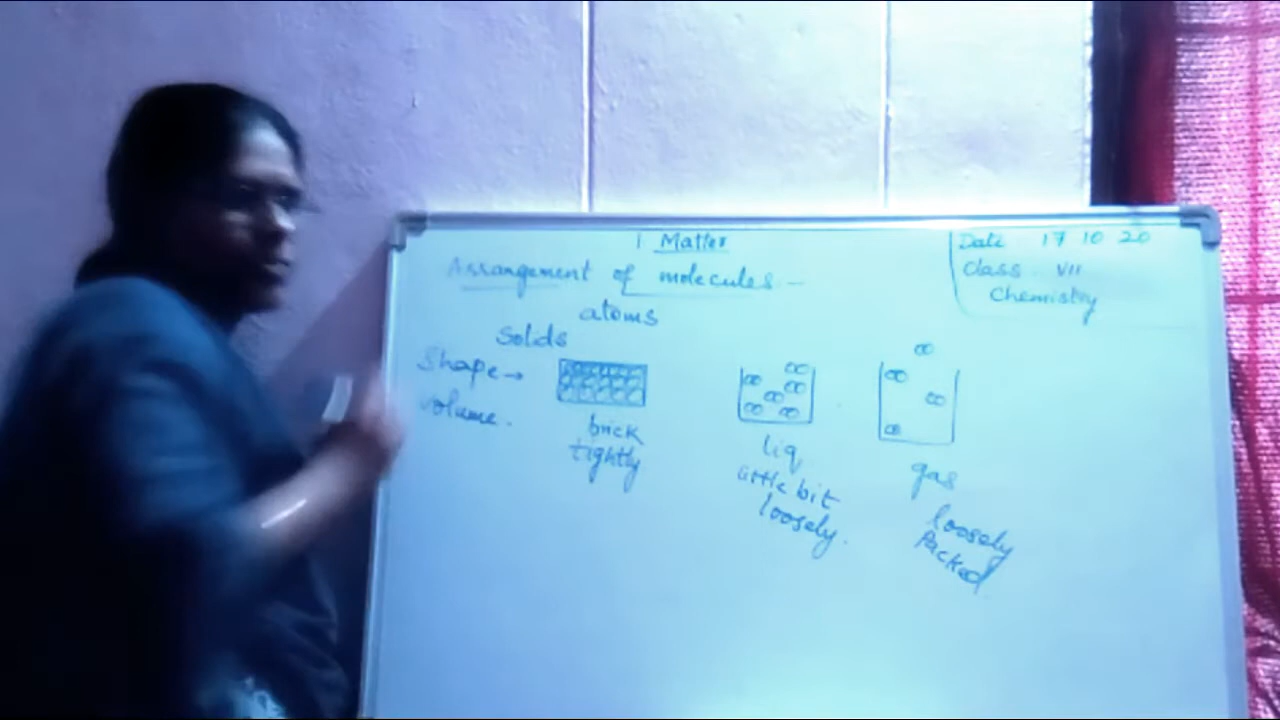 1 Matter
Date 17 10 20
Class VII
Chemistry
Arrangement of molecules -
atoms
Solids
Shape →
volume.
brick
tightly
liq
little bit
loosely.
gas
loosely
Packed